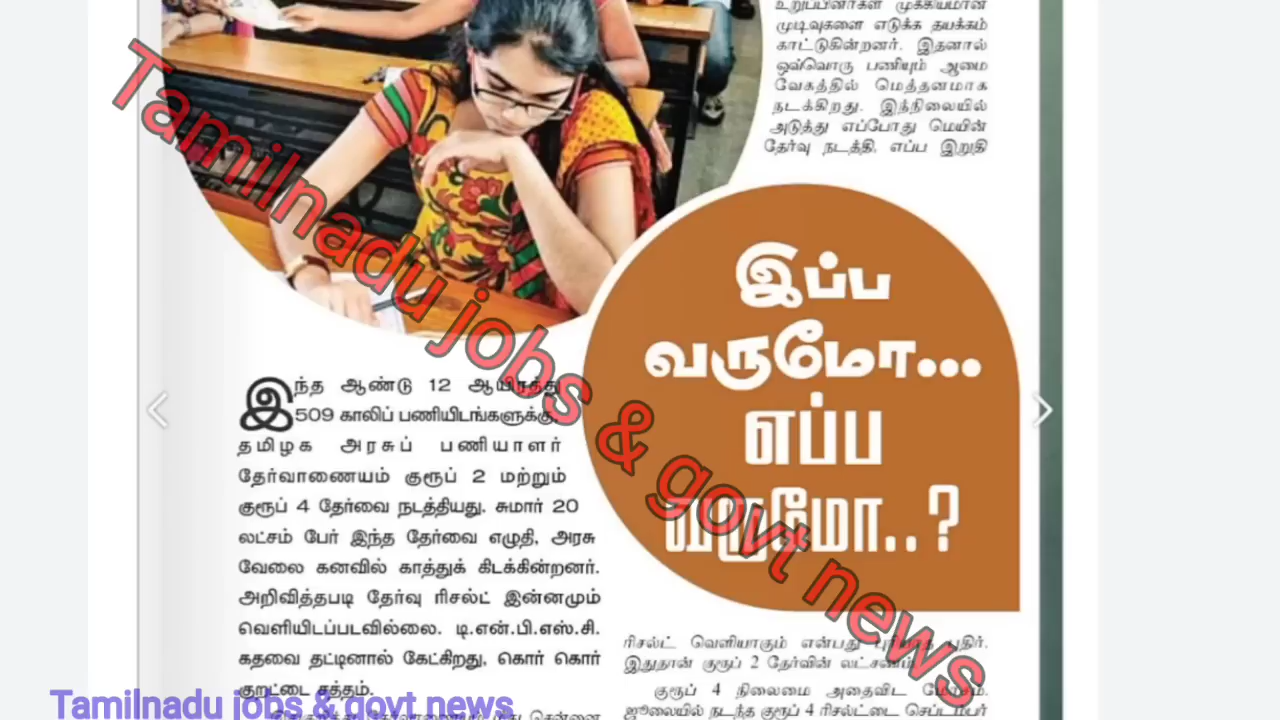 உறுப்பினர்கள் முக்கியமான
முடிவுகளை எடுக்க தயக்கம்
காட்டுகின்றனர். இதனால்
ஒவ்வொரு பணியும் ஆமை
வேகத்தில் மெத்தனமாக
நடக்கிறது. இந்நிலையில்
அடுத்து எப்போது மெயின்
தேர்வு நடத்தி, எப்ப இறுதி
இப்ப
வருமோ...
எப்ப
வருமோ..?
இந்த ஆண்டு 12 ஆயிரத்து
509 காலிப் பணியிடங்களுக்கு,
தமிழக அரசுப் பணியாளர்
தேர்வாணையம் குரூப் 2 மற்றும்
குரூப் 4 தேர்வை நடத்தியது. சுமார் 20
லட்சம் பேர் இந்த தேர்வை எழுதி, அரசு
வேலை கனவில் காத்துக் கிடக்கின்றனர்.
அறிவித்தபடி தேர்வு ரிசல்ட் இன்னமும்
வெளியிடப்படவில்லை. டி.என்.பி.எஸ்.சி.
கதவை தட்டினால் கேட்கிறது, கொர் கொர்
குறட்டை சத்தம்.
ரிசல்ட் வெளியாகும் என்பது புரியாத புதிர்.
இதுதான் குரூப் 2 தேர்வின் லட்சணம்.
குரூப் 4 நிலைமை அதைவிட மோசம்.
ஜூலையில் நடந்த குரூப் 4 ரிசல்ட்டை செப்டம்பர்
Tamilnadu jobs & govt news
Tamilnadu jobs & govt news